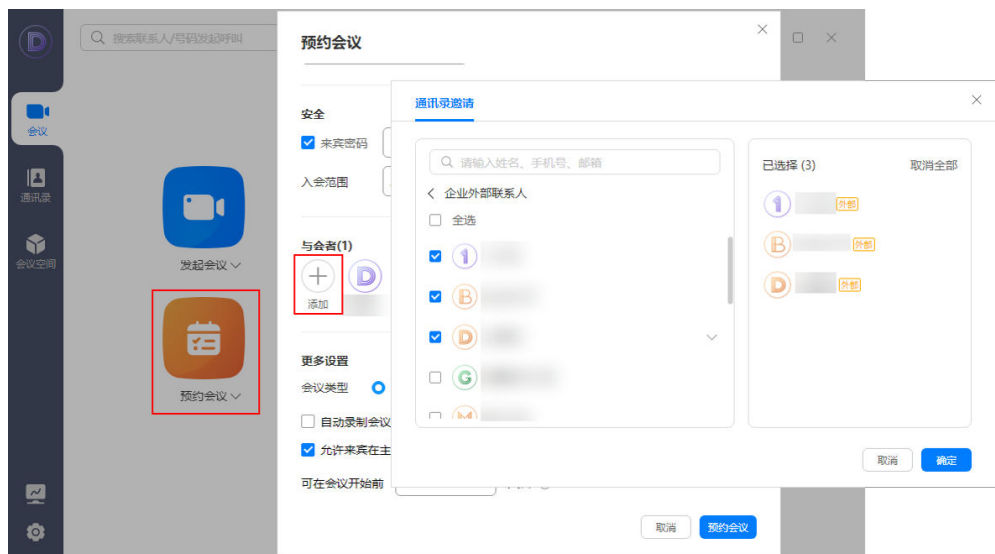 D
搜索联系人/号码发起呼叫
会议
通讯录
会议空间
发起会议
预约会议
预约会议
安全
来宾密码
入会范围
与会者(1)
D
添加
更多设置
会议类型
自动录制会议
允许来宾在主
可在会议开始前
取消
预约会议
通讯录邀请
请输入姓名、手机号、邮箱
企业外部联系人
全选
1
B
D
G
M
已选择 (3)
取消全部
1
外部
B
外部
D
外部
取消
确定